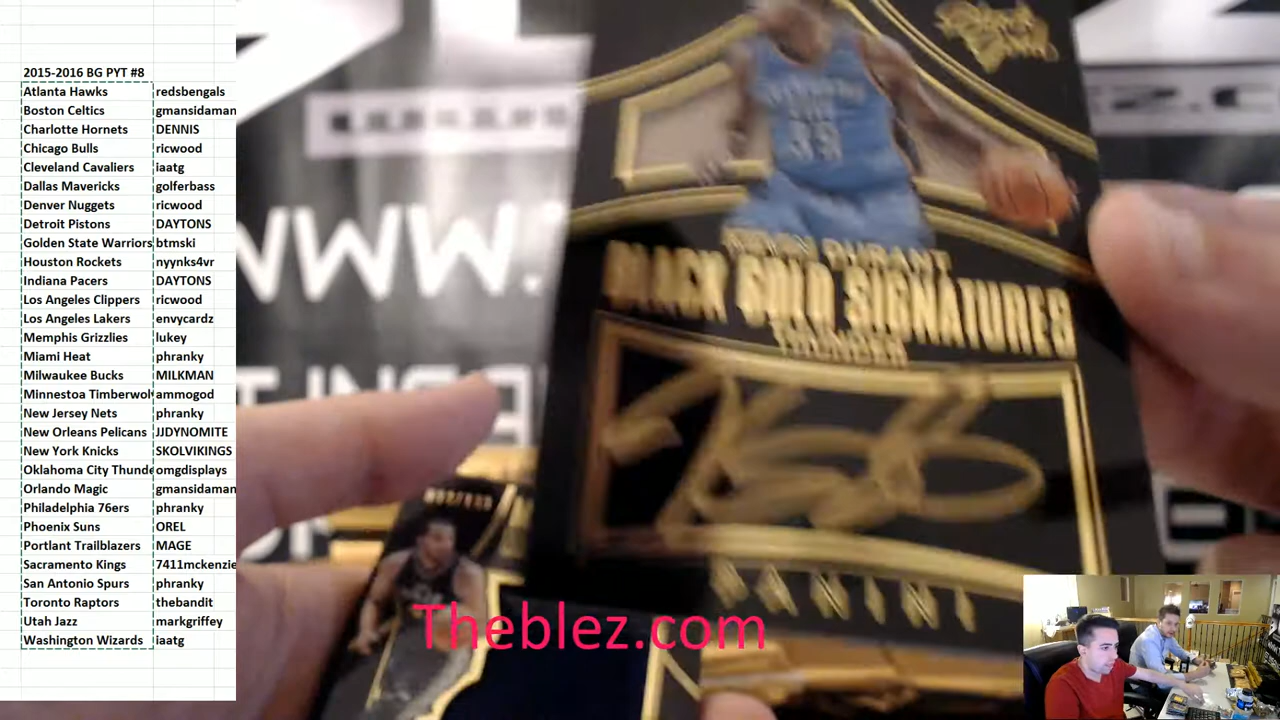 2015-2016 BG PYT #8
Atlanta Hawks redsbengals
Boston Celtics gmansidaman
Charlotte Hornets DENNIS
Chicago Bulls ricwood
Cleveland Cavaliers iaatg
Dallas Mavericks golferbass
Denver Nuggets ricwood
Detroit Pistons DAYTONS
Golden State Warriors btmski
Houston Rockets nyynks4vr
Indiana Pacers DAYTONS
Los Angeles Clippers ricwood
Los Angeles Lakers envycardz
Memphis Grizzlies lukey
Miami Heat phranky
Milwaukee Bucks MILKMAN
Minnestoa Timberwol ammogod
New Jersey Nets phranky
New Orleans Pelicans JJDYNOMITE
New York Knicks SKOLVIKINGS
Oklahoma City Thunde omgdisplays
Orlando Magic gmansidaman
Philadelphia 76ers phranky
Phoenix Suns OREL
Portlant Trailblazers MAGE
Sacramento Kings 7411mckenzie
San Antonio Spurs phranky
Toronto Raptors thebandit
Utah Jazz markgriffey
Washington Wizards iaatg
WWW.
35
KEVIN DURANT
BLACK GOLD SIGNATURES
THUNDER
PANINI
Theblez.com